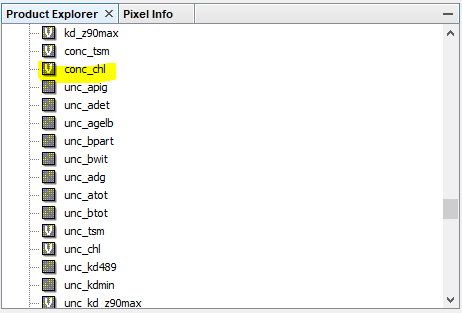 Product Explorer × Pixel Info
kd_z90max
conc_tsm
conc_chl
unc_apig
unc_adet
unc_agelb
unc_bpart
unc_bwit
unc_adg
unc_atot
unc_btot
unc_tsm
unc_chl
unc_kd489
unc_kdmin
unc_kd_z90max